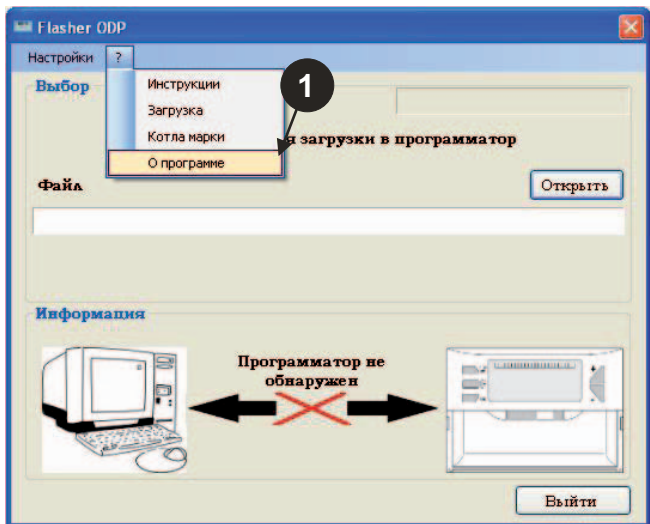 Flasher ODP
Настройки ?
Выбор
Инструкции
Загрузка
Котла марки
О программе
1
я загрузки в программатор
Файл
Открыть
Информация
Программатор не
обнаружен
Выйти